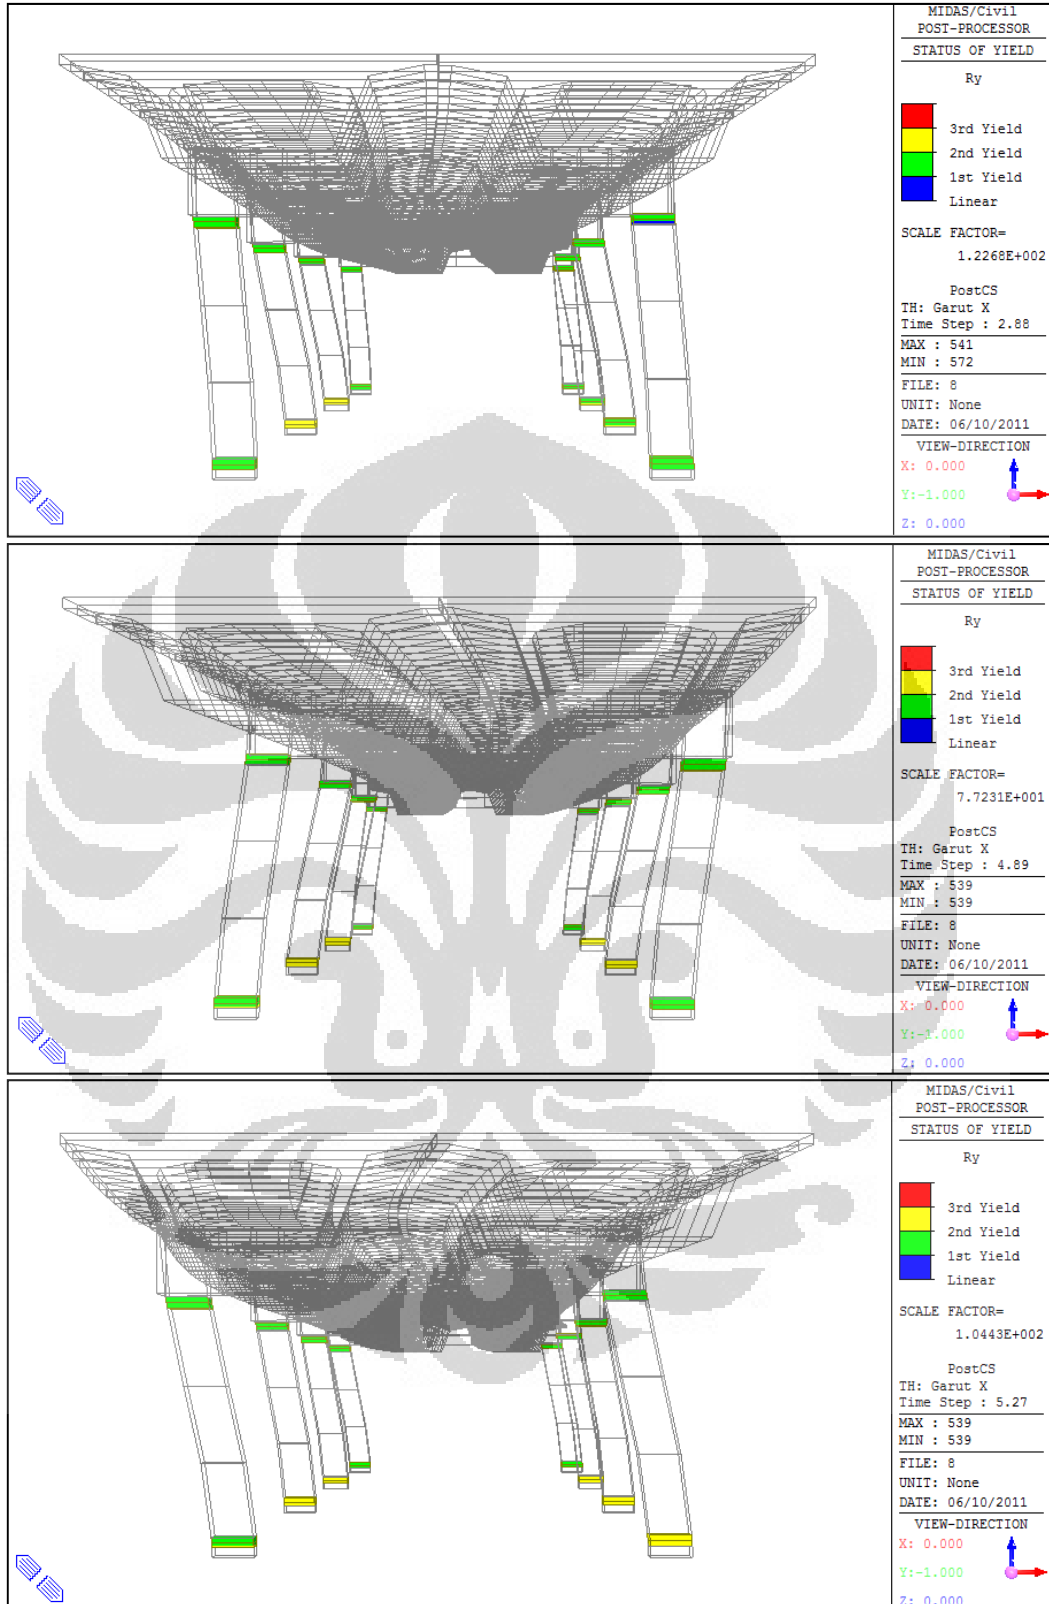 MIDAS/Civil
POST-PROCESSOR
STATUS OF YIELD
Ry
3rd Yield
2nd Yield
1st Yield
Linear
SCALE FACTOR=
1.2268E+002
PostCS
TH: Garut X
Time Step : 2.88
MAX : 541
MIN : 572
FILE: 8
UNIT: None
DATE: 06/10/2011
VIEW-DIRECTION
X: 0.000
Y:-1.000
Z: 0.000
MIDAS/Civil
POST-PROCESSOR
STATUS OF YIELD
Ry
3rd Yield
2nd Yield
1st Yield
Linear
SCALE FACTOR=
7.7231E+001
PostCS
TH: Garut X
Time Step : 4.89
MAX : 539
MIN : 539
FILE: 8
UNIT: None
DATE: 06/10/2011
VIEW-DIRECTION
X: 0.000
Y:-1.000
Z: 0.000
MIDAS/Civil
POST-PROCESSOR
STATUS OF YIELD
Ry
3rd Yield
2nd Yield
1st Yield
Linear
SCALE FACTOR=
1.0443E+002
PostCS
TH: Garut X
Time Step : 5.27
MAX : 539
MIN : 539
FILE: 8
UNIT: None
DATE: 06/10/2011
VIEW-DIRECTION
X: 0.000
Y:-1.000
Z: 0.000